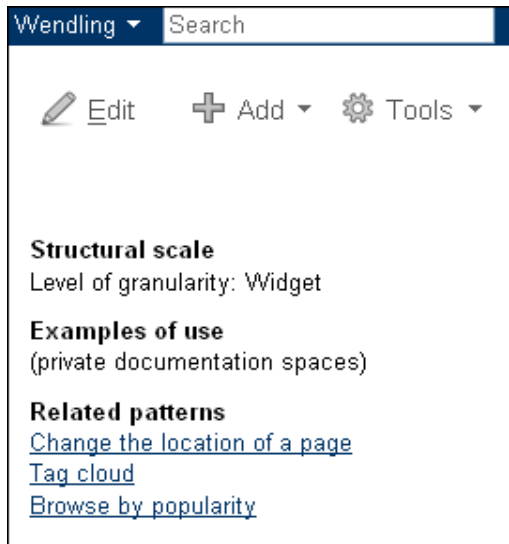 Wendling Search
Edit Add Tools
Structural scale
Level of granularity: Widget
Examples of use
(private documentation spaces)
Related patterns
Change the location of a page
Tag cloud
Browse by popularity